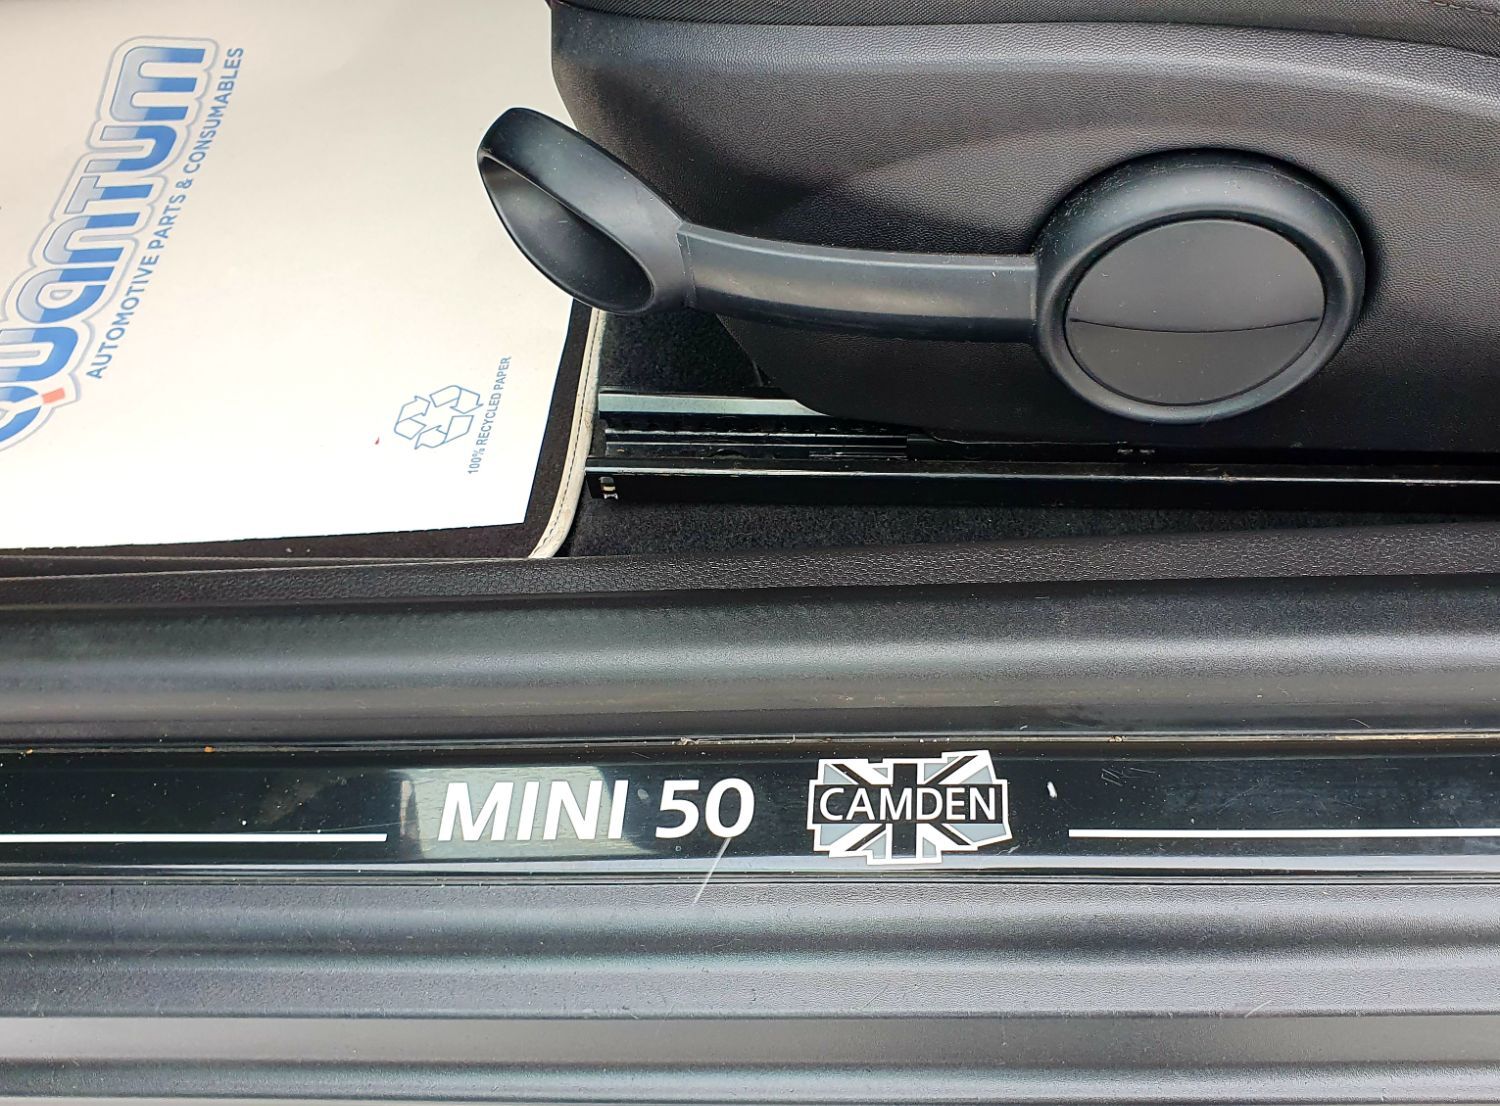 QUANTUM
AUTOMOTIVE PARTS & CONSUMABLES
100% RECYCLED PAPER
MINI 50 CAMDEN